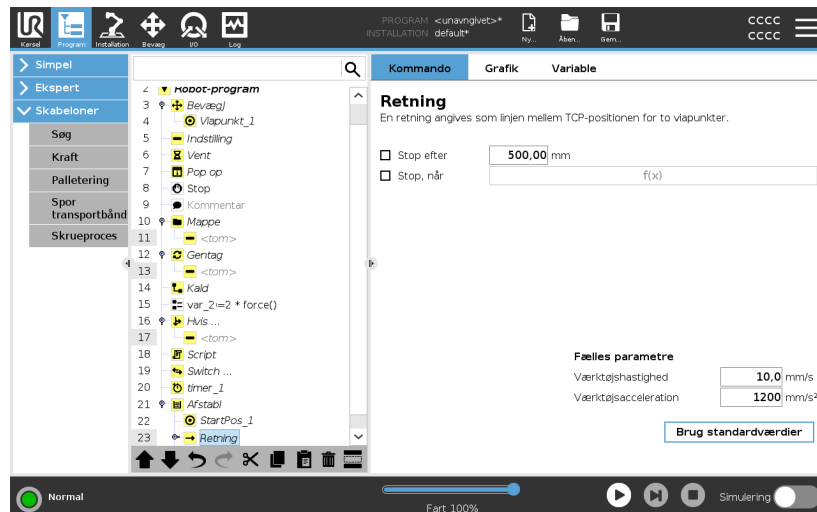 PROGRAM <unavngivet>*
INSTALLATION default*
CCCC
CCCC
Kørsel
Program
Installation
Bevæg
I/O
Log
Ny...
Åben...
Gem...
Simpel
Ekspert
Skabeloner
Søg
Kraft
Palletering
Spor
transportbånd
Skrueproces
2 Robot-program
3 BevægJ
4 Viapunkt_1
5 Indstilling
6 Vent
7 Pop op
8 Stop
9 Kommentar
10 Mappe
11 <tom>
12 Gentag
13 <tom>
14 Kald
15 var_2≔2 * force()
16 Hvis ...
17 <tom>
18 Script
19 Switch ...
20 timer_1
21 Afstabl
22 StartPos_1
23 Retning
Kommando
Grafik
Variable
Retning
En retning angives som linjen mellem TCP-positionen for to viapunkter.
Stop efter 500,00 mm
Stop, når f(x)
Fælles parametre
Værktøjshastighed 10,0 mm/s
Værktøjsacceleration 1200 mm/s²
Brug standardværdier
Normal
Fart 100%
Simulering